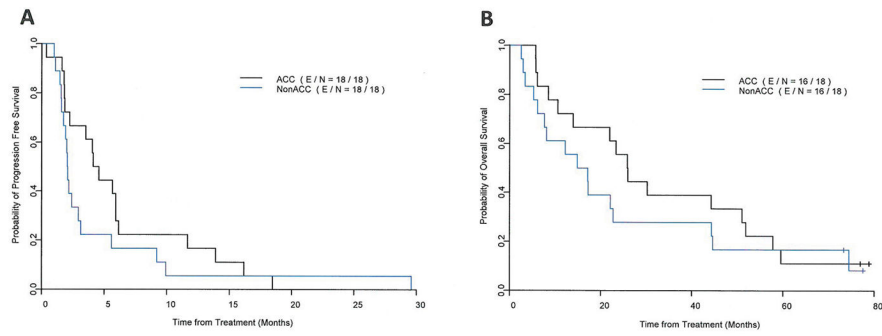 A
B
ACC ( E / N = 18 / 18 )
NonACC ( E / N = 18 / 18 )
ACC ( E / N = 16 / 18 )
NonACC ( E / N = 16 / 18 )
Probability of Progression Free Survival
1.0
0.8
0.6
0.4
0.2
0.0
0 5 10 15 20 25 30
Time from Treatment (Months)
Probability of Overall Survival
1.0
0.8
0.6
0.4
0.2
0.0
0 20 40 60 80
Time from Treatment (Months)